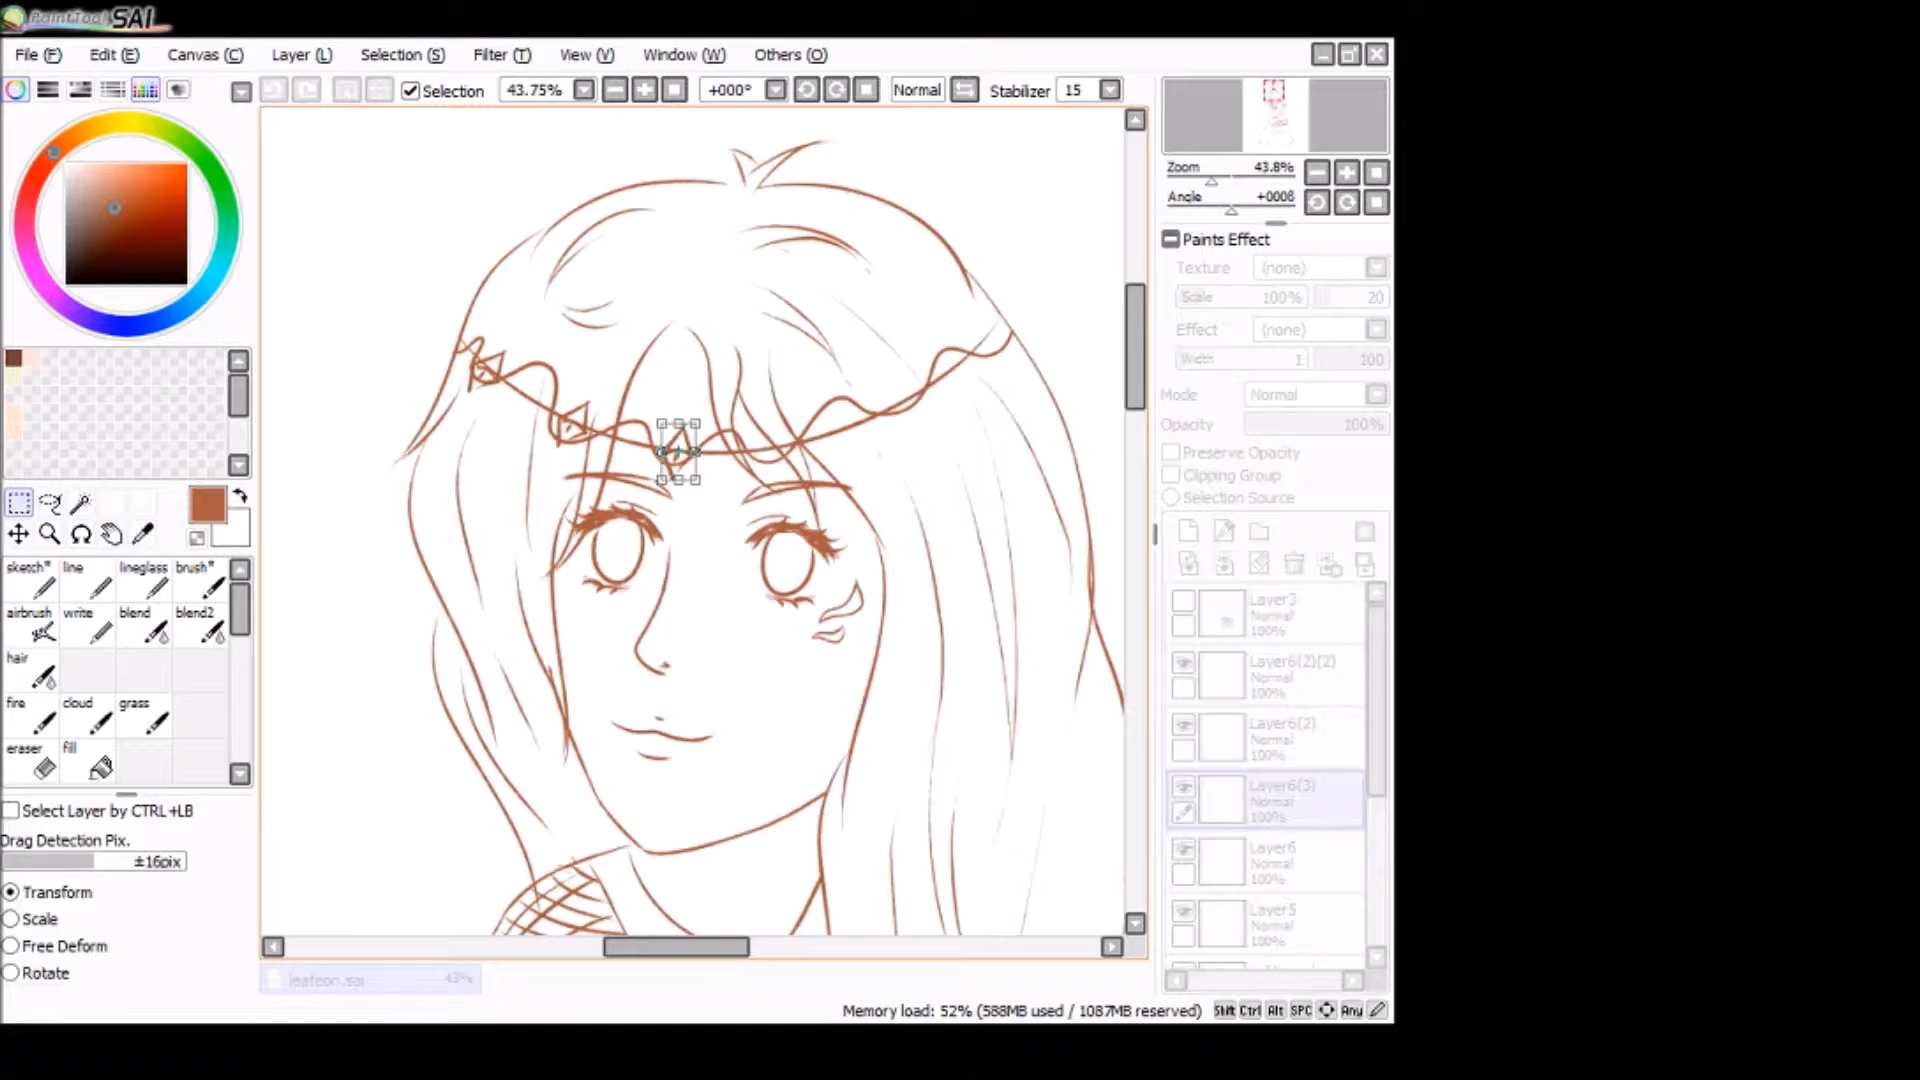 PaintTool SAI
File (F) Edit (E) Canvas (C) Layer (L) Selection (S) Filter (T) View (V) Window (W) Others (O)
Selection 43.75% +000° Normal Stabilizer 15
Zoom 43.8%
Angle +000
Paints Effect
Texture (none)
Scale 100% 20
Effect (none)
Width 1 100
Mode Normal
Opacity 100%
Preserve Opacity
Clipping Group
Selection Source
sketch* line lineglass brush*
airbrush write blend blend2
hair
fire cloud grass
eraser fill
Select Layer by CTRL+LB
Drag Detection Pix.
±16pix
Transform
Scale
Free Deform
Rotate
Layer3
Normal
100%
Layer6(2)(2)
Normal
100%
Layer6(2)
Normal
100%
Layer6(3)
Normal
100%
Layer6
Normal
100%
Layer5
Normal
100%
leafeon.sai 43%
Memory load: 52% (588MB used / 1087MB reserved) Shift Ctrl Alt SPC Any